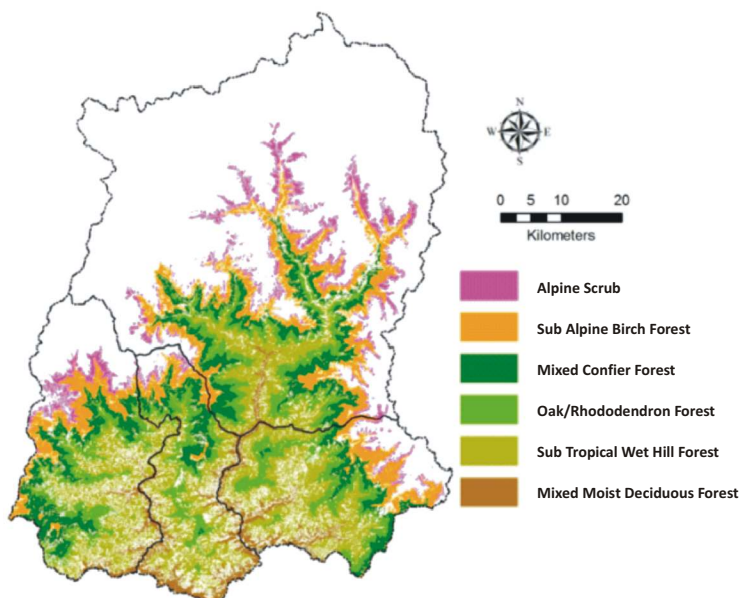 N
W E
S
0 5 10 20
Kilometers
Alpine Scrub
Sub Alpine Birch Forest
Mixed Confier Forest
Oak/Rhododendron Forest
Sub Tropical Wet Hill Forest
Mixed Moist Deciduous Forest